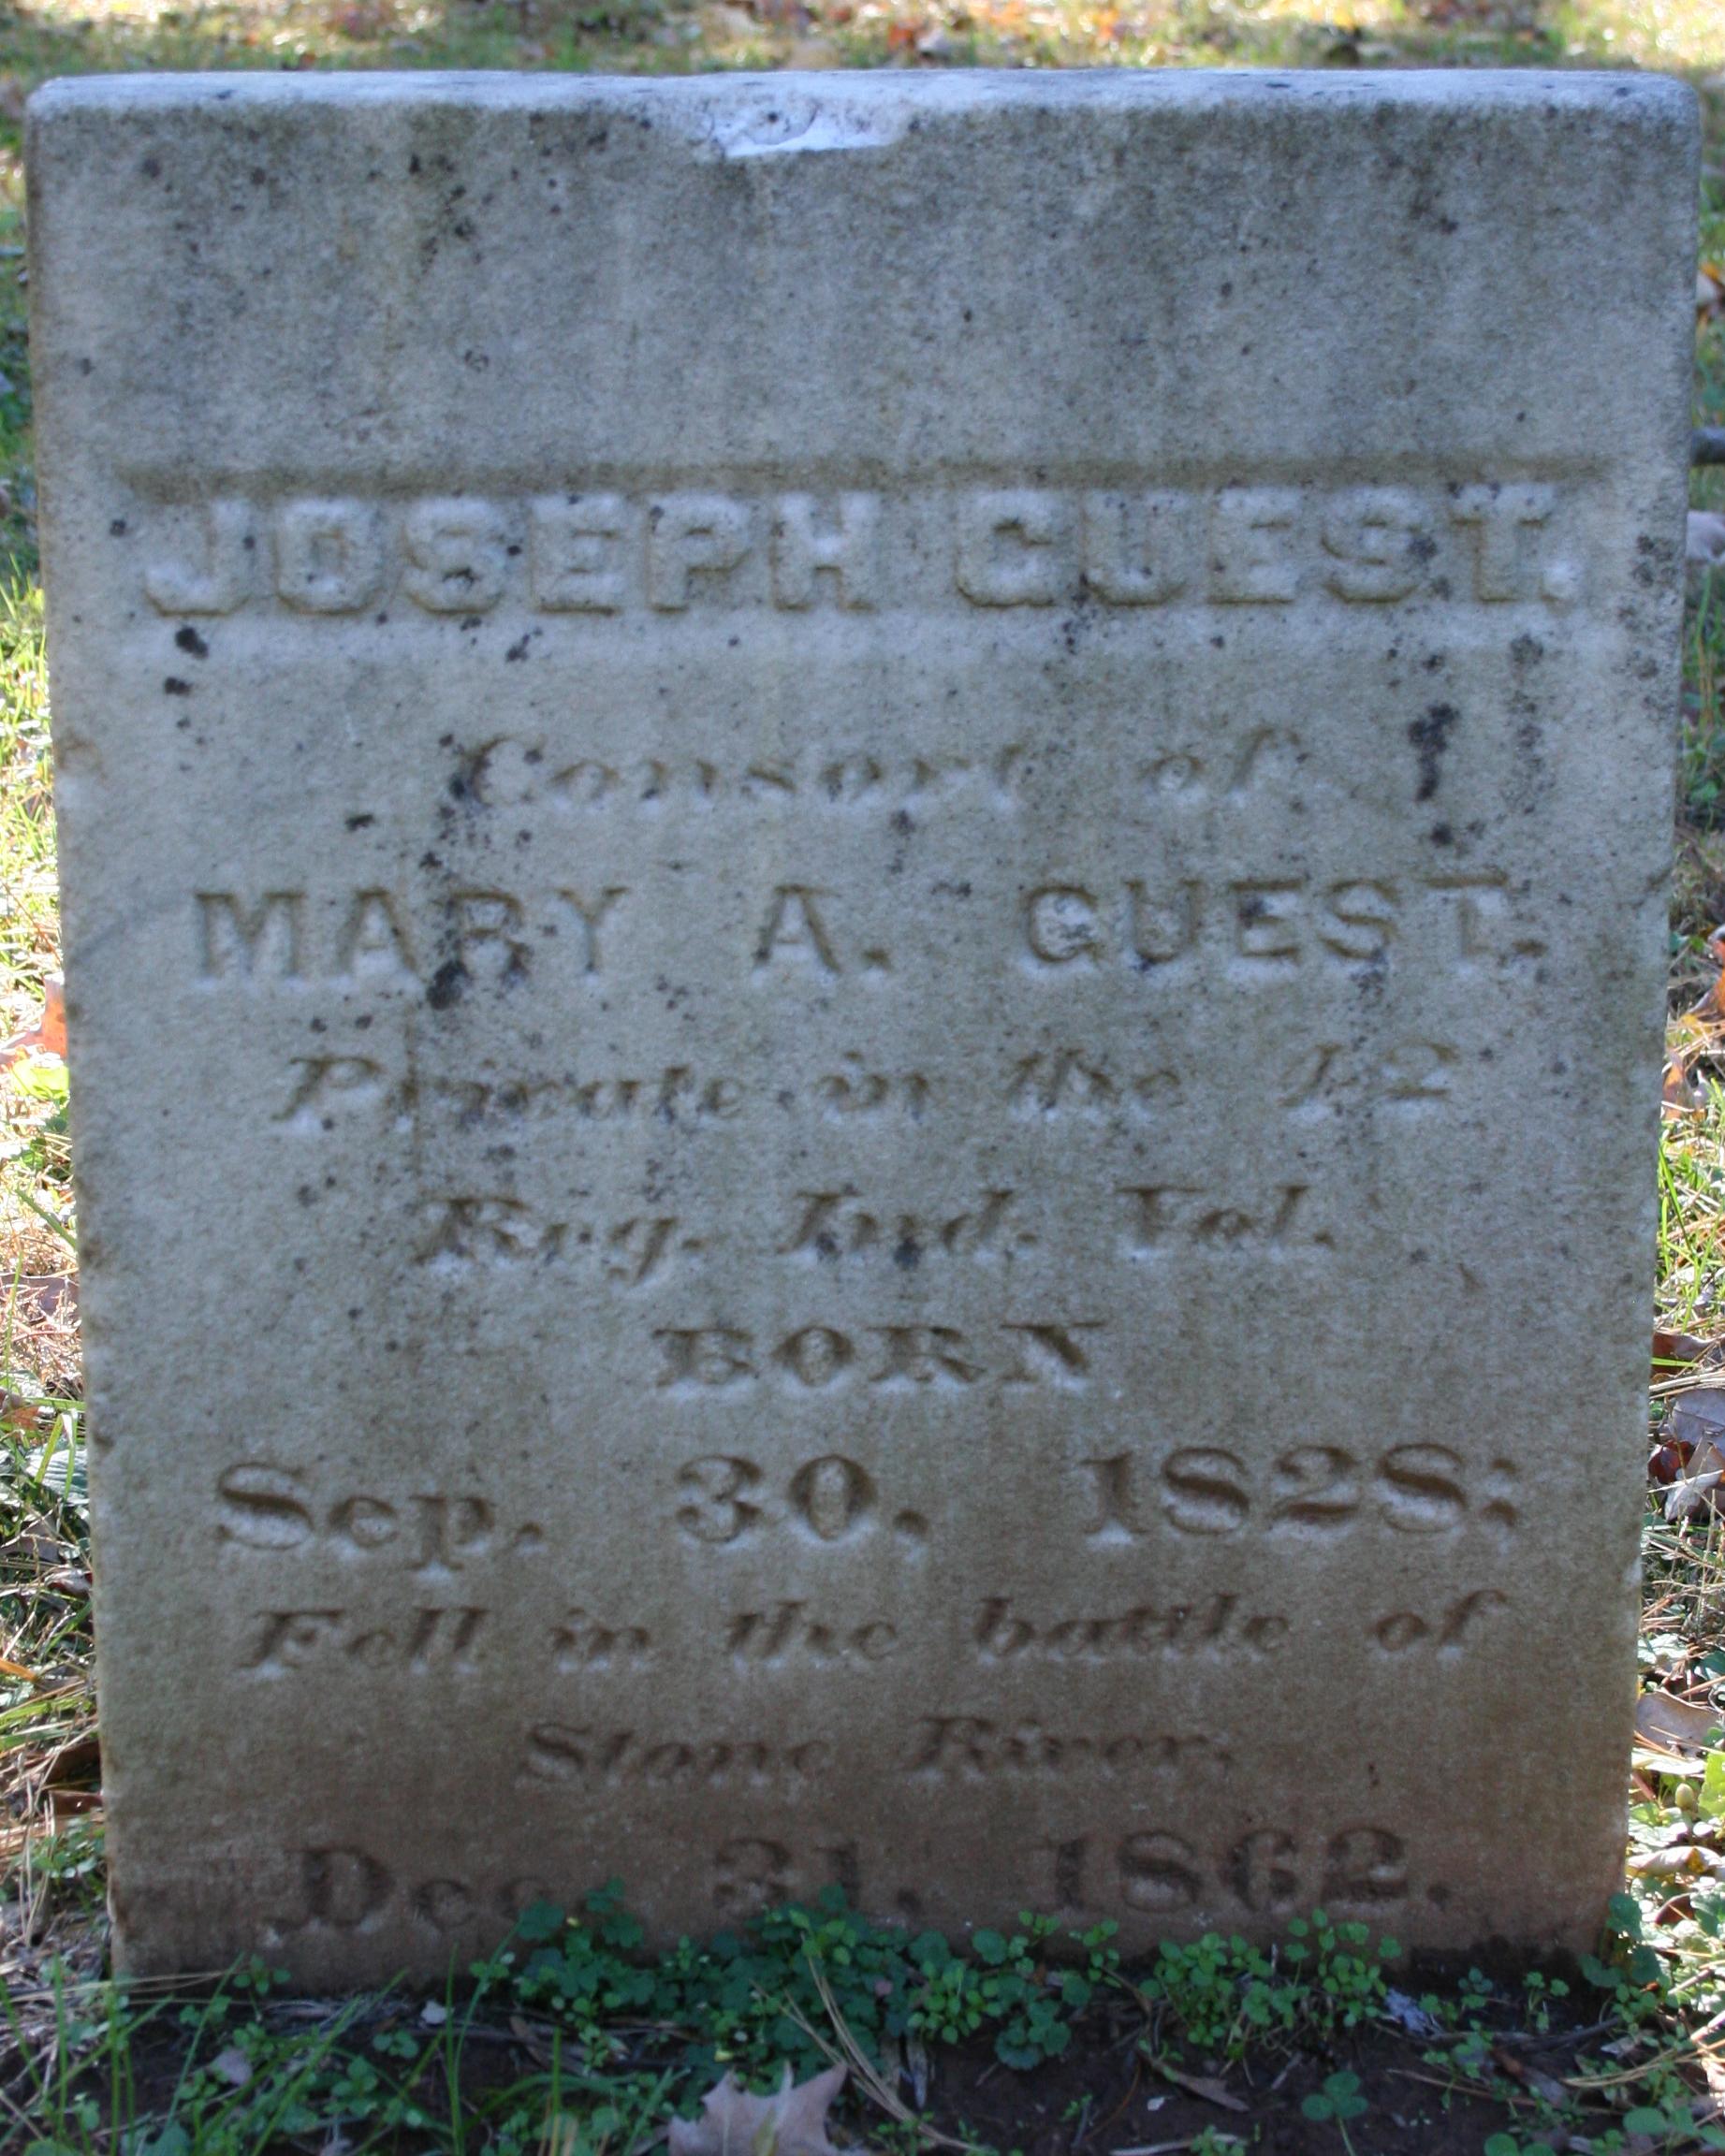 JOSEPH GUEST.
Consort of
MARY A. GUEST.
Private in the 12
Reg. Ind. Vol.
BORN
Sep. 30, 1828;
Fell in the battle of
Stone River,
Dec. 31, 1862.